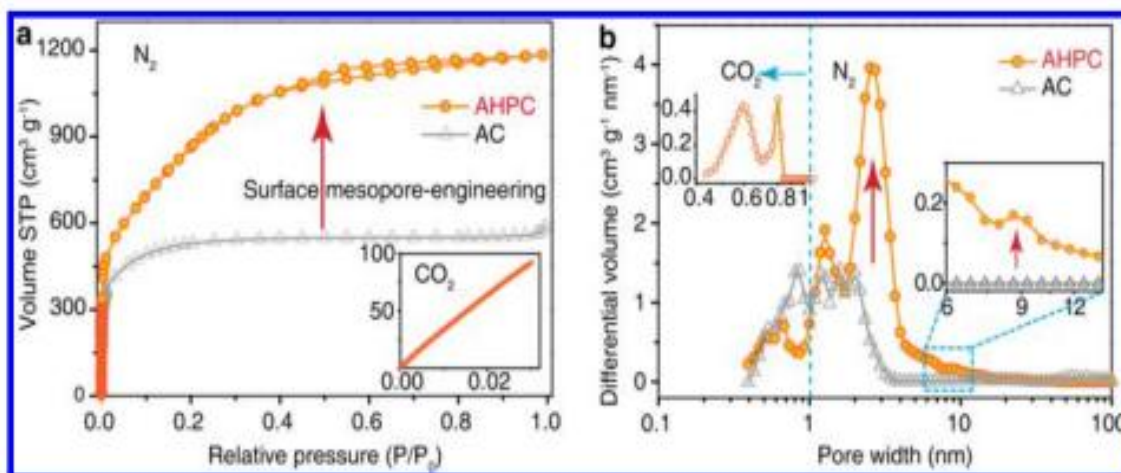 a
N₂
AHPC
AC
Surface mesopore-engineering
CO₂
100
50
0.00 0.02
1200
900
600
300
0
0.0 0.2 0.4 0.6 0.8 1.0
Volume STP (cm³ g⁻¹)
Relative pressure (P/P₀)
b
CO₂
N₂
AHPC
AC
0.4
0.2
0.0
0.4 0.6 0.8 1
0.2
0.0
6 9 12
4
3
2
1
0
0.1 1 10 100
Differential volume (cm³ g⁻¹ nm⁻¹)
Pore width (nm)